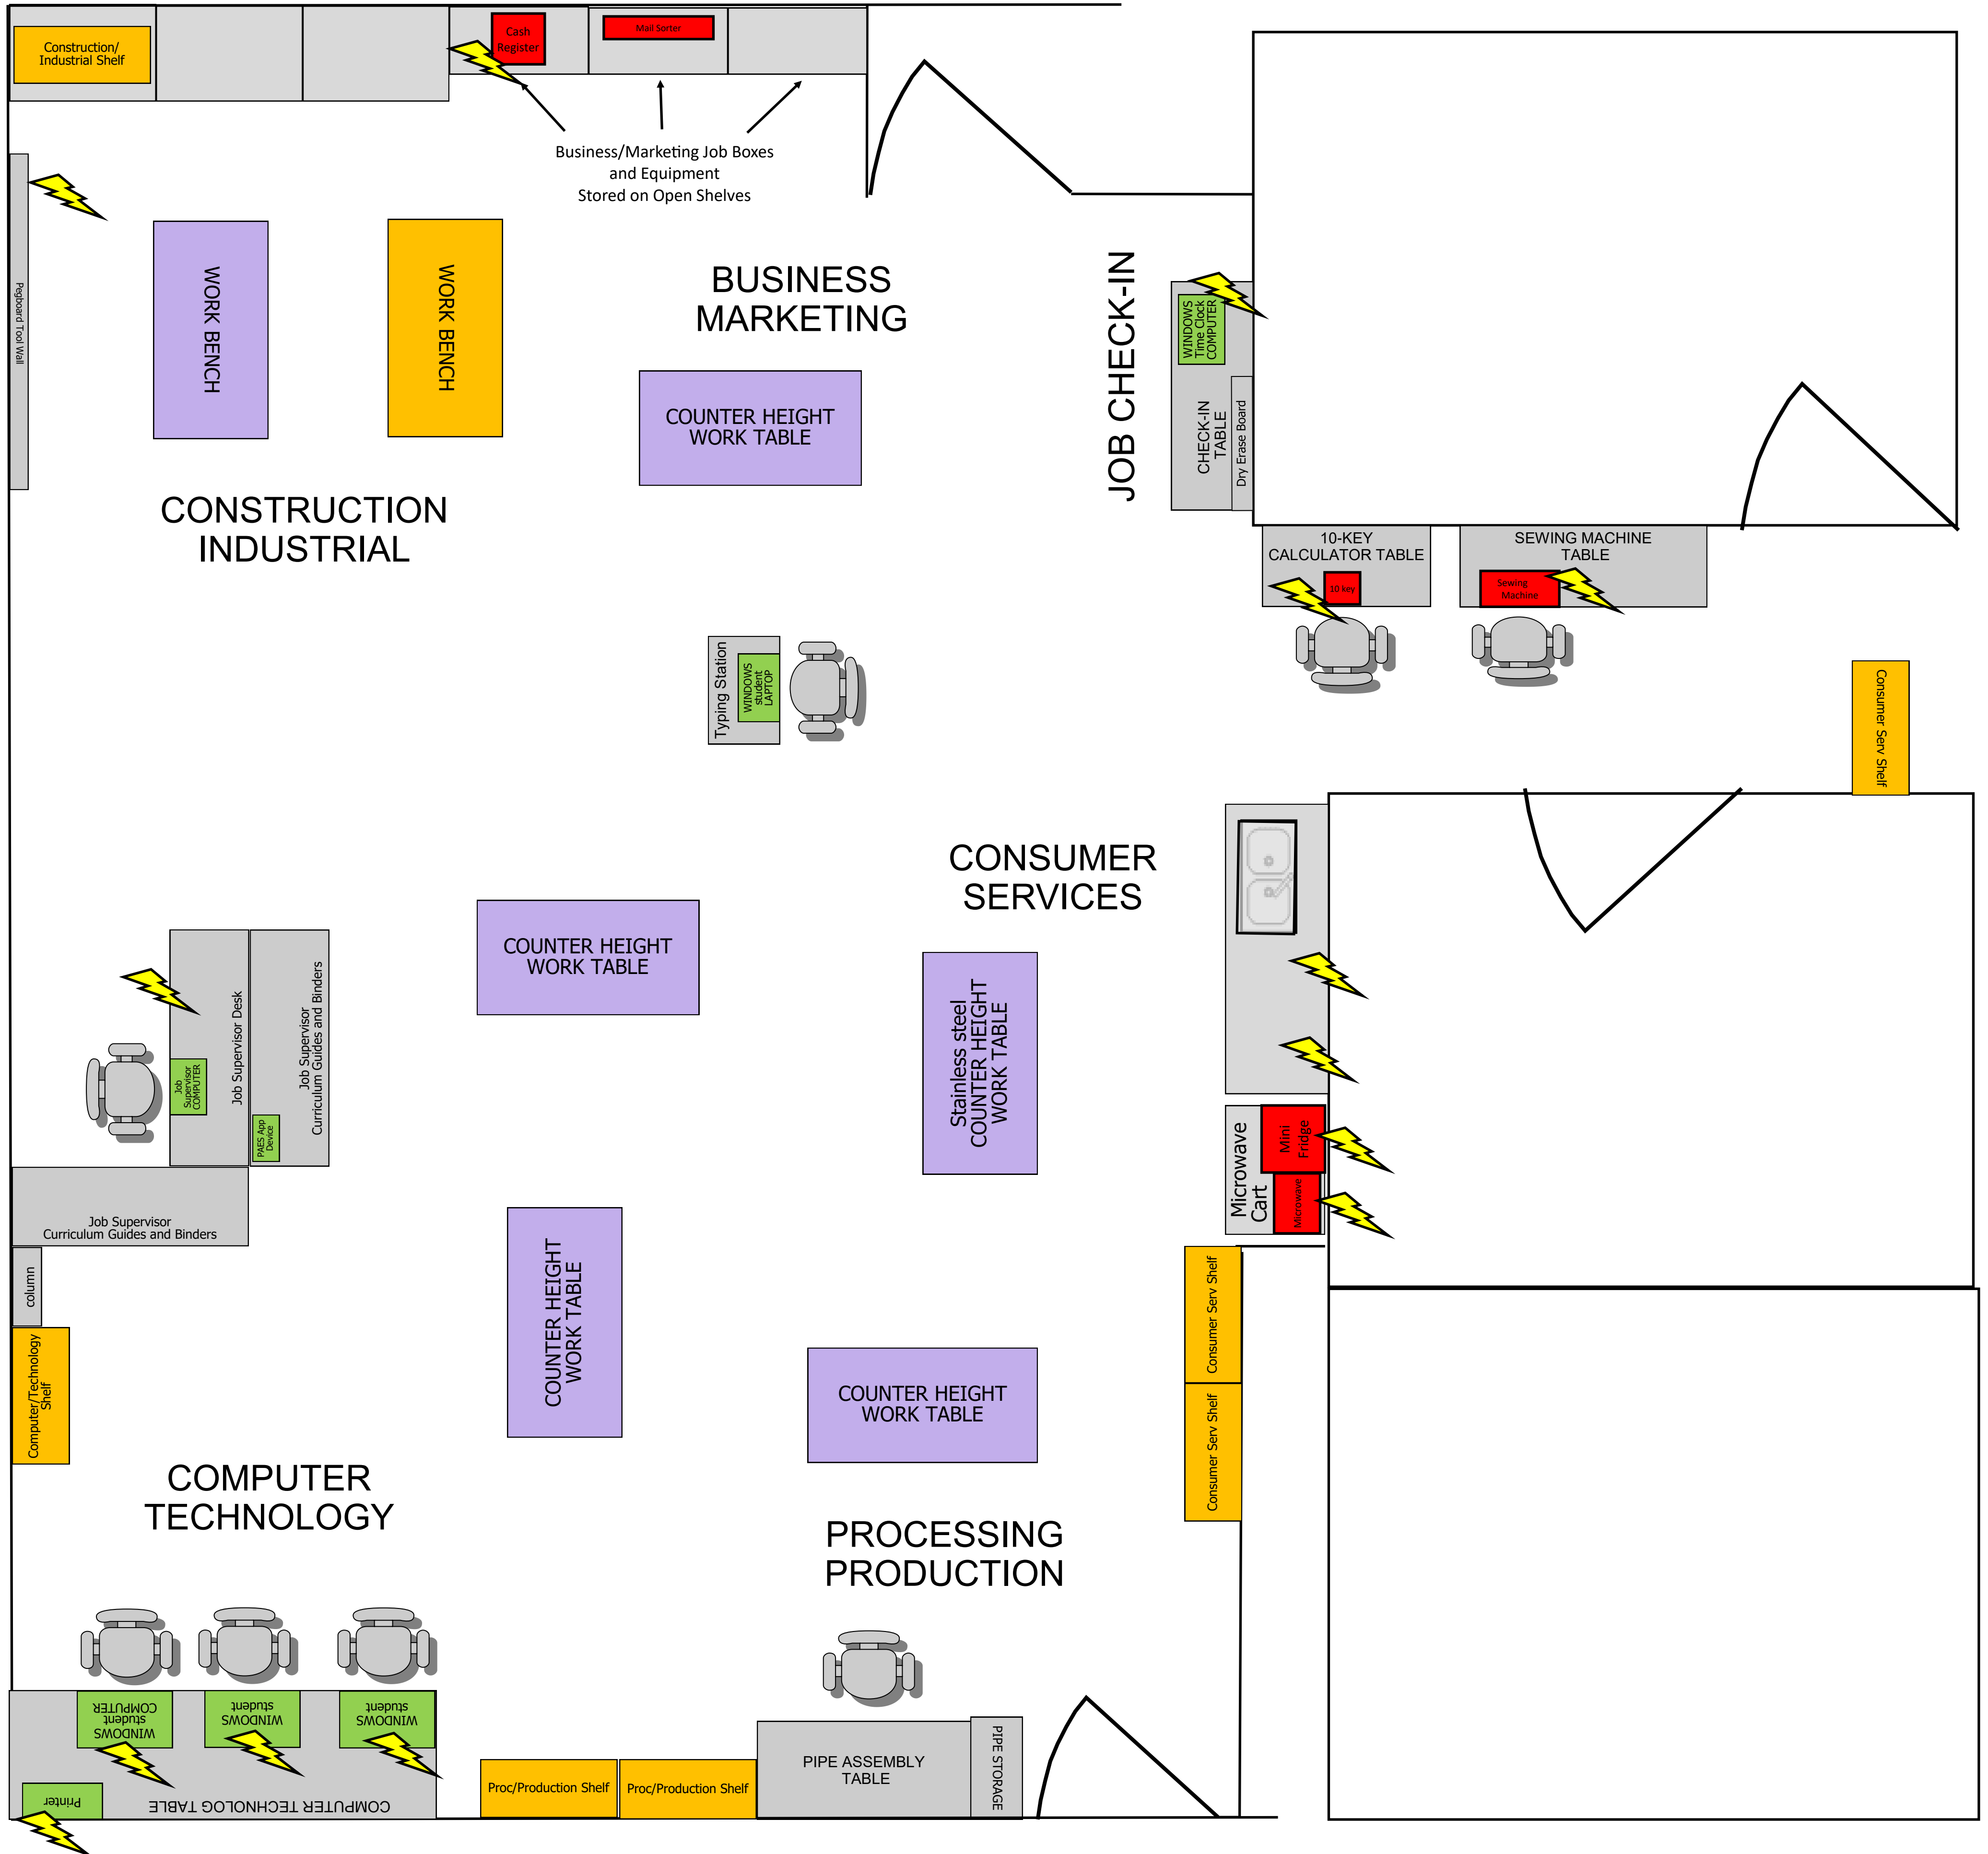 Construction/
Industrial Shelf
Cash
Register
Mail Sorter
Business/Marketing Job Boxes
and Equipment
Stored on Open Shelves
Pegboard Tool Wall
WORK BENCH
WORK BENCH
BUSINESS
MARKETING
COUNTER HEIGHT
WORK TABLE
JOB CHECK-IN
WINDOWS
Time Clock
COMPUTER
CHECK-IN
TABLE
Dry Erase Board
CONSTRUCTION
INDUSTRIAL
10-KEY
CALCULATOR TABLE
10 key
SEWING MACHINE
TABLE
Sewing
Machine
Typing Station
WINDOWS
student
LAPTOP
Consumer Serv Shelf
CONSUMER
SERVICES
COUNTER HEIGHT
WORK TABLE
Stainless steel
COUNTER HEIGHT
WORK TABLE
Job Supervisor Desk
Job
Supervisor
COMPUTER
Job Supervisor
Curriculum Guides and Binders
PAES App
Device
Microwave
Cart
Mini
Fridge
Microwave
Job Supervisor
Curriculum Guides and Binders
column
Computer/Technology
Shelf
COUNTER HEIGHT
WORK TABLE
COUNTER HEIGHT
WORK TABLE
Consumer Serv Shelf
Consumer Serv Shelf
COMPUTER
TECHNOLOGY
PROCESSING
PRODUCTION
WINDOWS
student
COMPUTER
WINDOWS
student
WINDOWS
student
Printer
COMPUTER TECHNOLOG TABLE
Proc/Production Shelf
Proc/Production Shelf
PIPE ASSEMBLY
TABLE
PIPE STORAGE